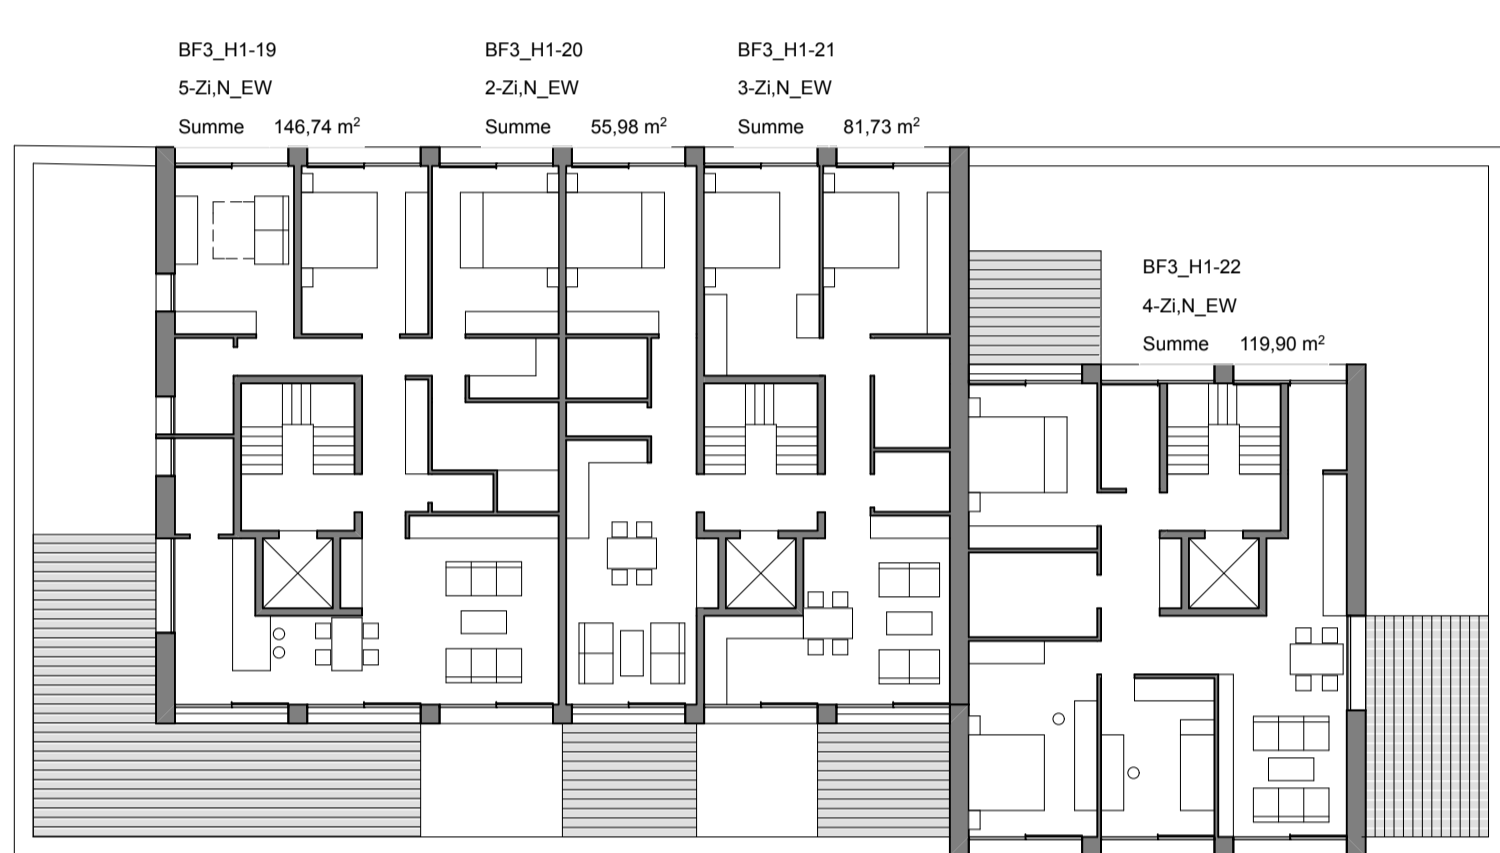 BF3_H1-19
5-Zi,N_EW
Summe 146,74 m²
BF3_H1-20
2-Zi,N_EW
Summe 55,98 m²
BF3_H1-21
3-Zi,N_EW
Summe 81,73 m²
BF3_H1-22
4-Zi,N_EW
Summe 119,90 m²